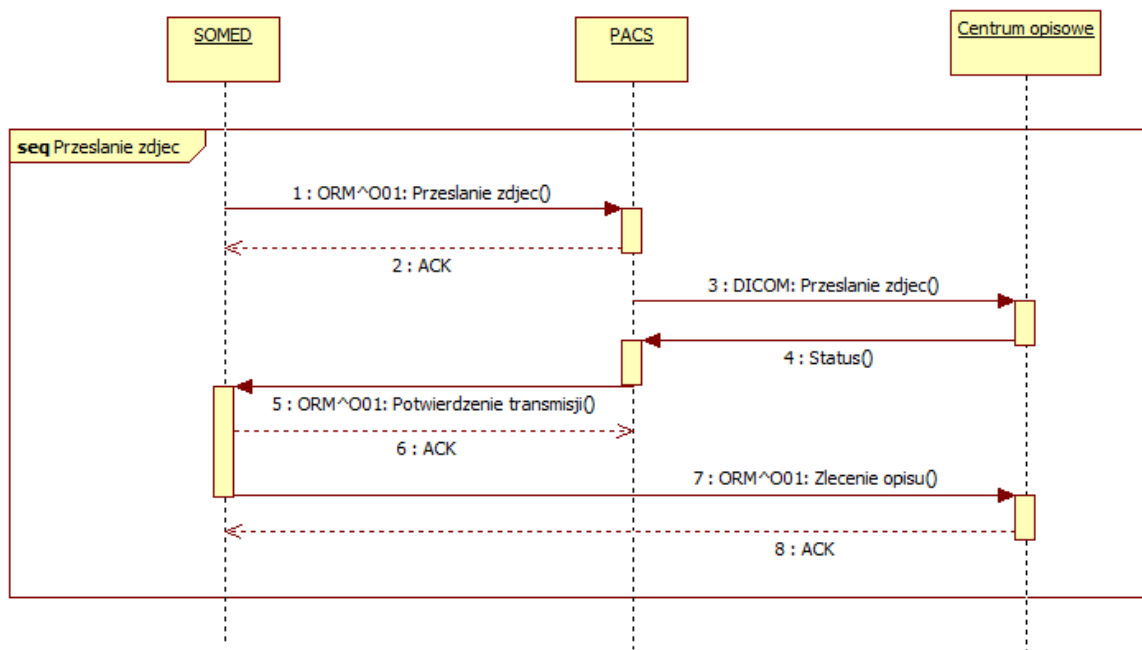 SOMED
PACS
Centrum opisowe
seq Przeslanie zdjec
1 : ORM^O01: Przeslanie zdjec()
2 : ACK
3 : DICOM: Przeslanie zdjec()
4 : Status()
5 : ORM^O01: Potwierdzenie transmisji()
6 : ACK
7 : ORM^O01: Zlecenie opisu()
8 : ACK